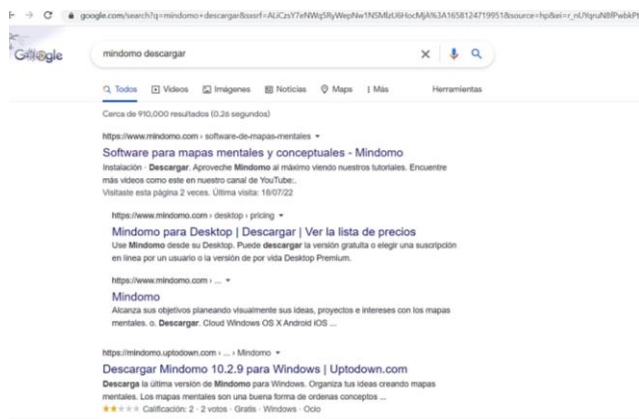 google.com/search?q=mindomo+descargar&
Google
mindomo descargar
Todos Videos Imágenes Noticias Maps Más Herramientas
Cerca de 910,000 resultados (0.26 segundos)
https://www.mindomo.com › software-de-mapas-mentales
Software para mapas mentales y conceptuales - Mindomo
Instalación · Descargar. Aproveche Mindomo al máximo viendo nuestros tutoriales. Encuentre
más videos como este en nuestro canal de YouTube:.
Visitaste esta página 2 veces. Última visita: 18/07/22
https://www.mindomo.com › desktop › pricing
Mindomo para Desktop | Descargar | Ver la lista de precios
Use Mindomo desde su Desktop. Puede descargar la versión gratuita o elegir una suscripción
en línea por un usuario o la versión de por vida Desktop Premium.
https://www.mindomo.com › ...
Mindomo
Alcanza sus objetivos planeando visualmente sus ideas, proyectos e intereses con los mapas
mentales. o. Descargar. Cloud Windows OS X Android iOS ...
https://mindomo.uptodown.com › ... › Mindomo
Descargar Mindomo 10.2.9 para Windows | Uptodown.com
Descarga la última versión de Mindomo para Windows. Organiza tus ideas creando mapas
mentales. Los mapas mentales son una buena forma de ordenas conceptos ...
Calificación: 2 · 2 votos · Gratis · Windows · Ocio